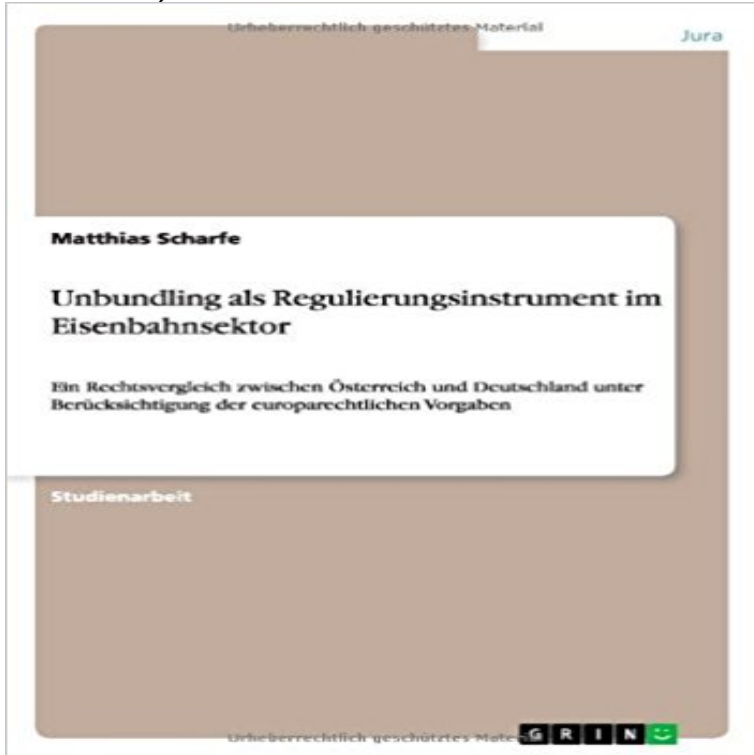 Urheberrechtlich geschütztes Material
Jura
Matthias Scharfe
Unbundling als Regulierungsinstrument im
Eisenbahnsektor
Ein Rechtsvergleich zwischen Österreich und Deutschland unter
Berücksichtigung der europarechtlichen Vorgaben
Studienarbeit
Urheberrechtlich geschütztes Mate
GRIN